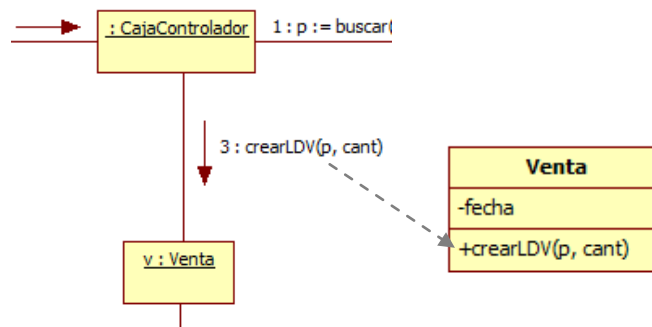 : CajaControlador
1 : p := buscar(
3 : crearLDV(p, cant)
Venta
-fecha
+crearLDV(p, cant)
v : Venta